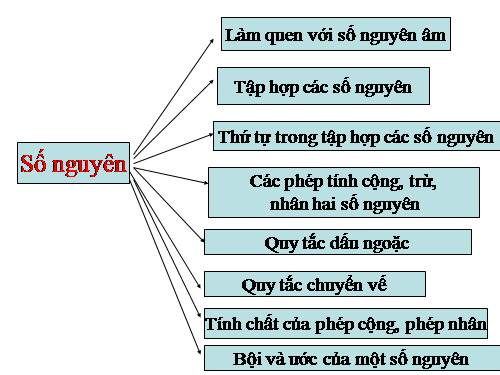 Làm quen với số nguyên âm
Tập hợp các số nguyên
Thứ tự trong tập hợp các số nguyên
Số nguyên
Các phép tính cộng, trừ,
nhân hai số nguyên
Quy tắc dấu ngoặc
Quy tắc chuyển vế
Tính chất của phép cộng, phép nhân
Bội và ước của một số nguyên